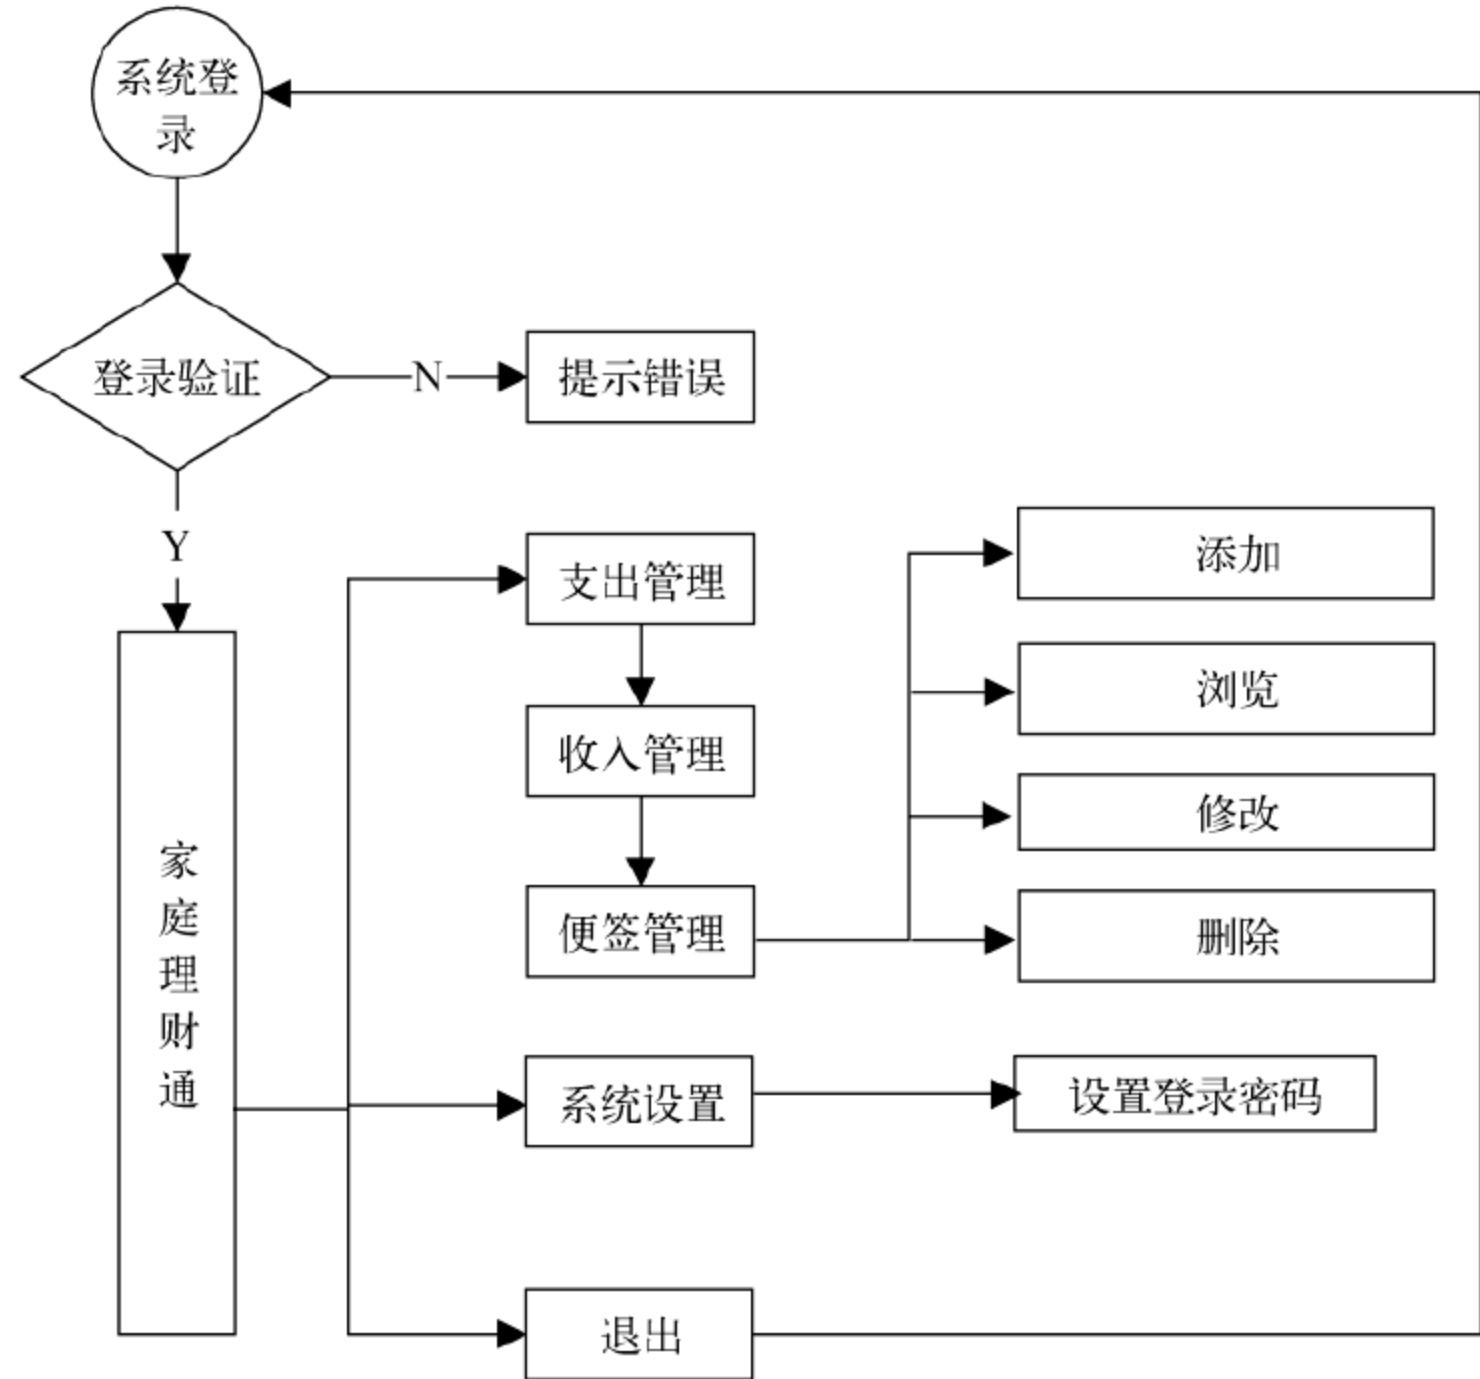 系统登
录
登录验证
N
提示错误
Y
支出管理
添加
浏览
收入管理
修改
家
庭
理
财
通
便签管理
删除
系统设置
设置登录密码
退出